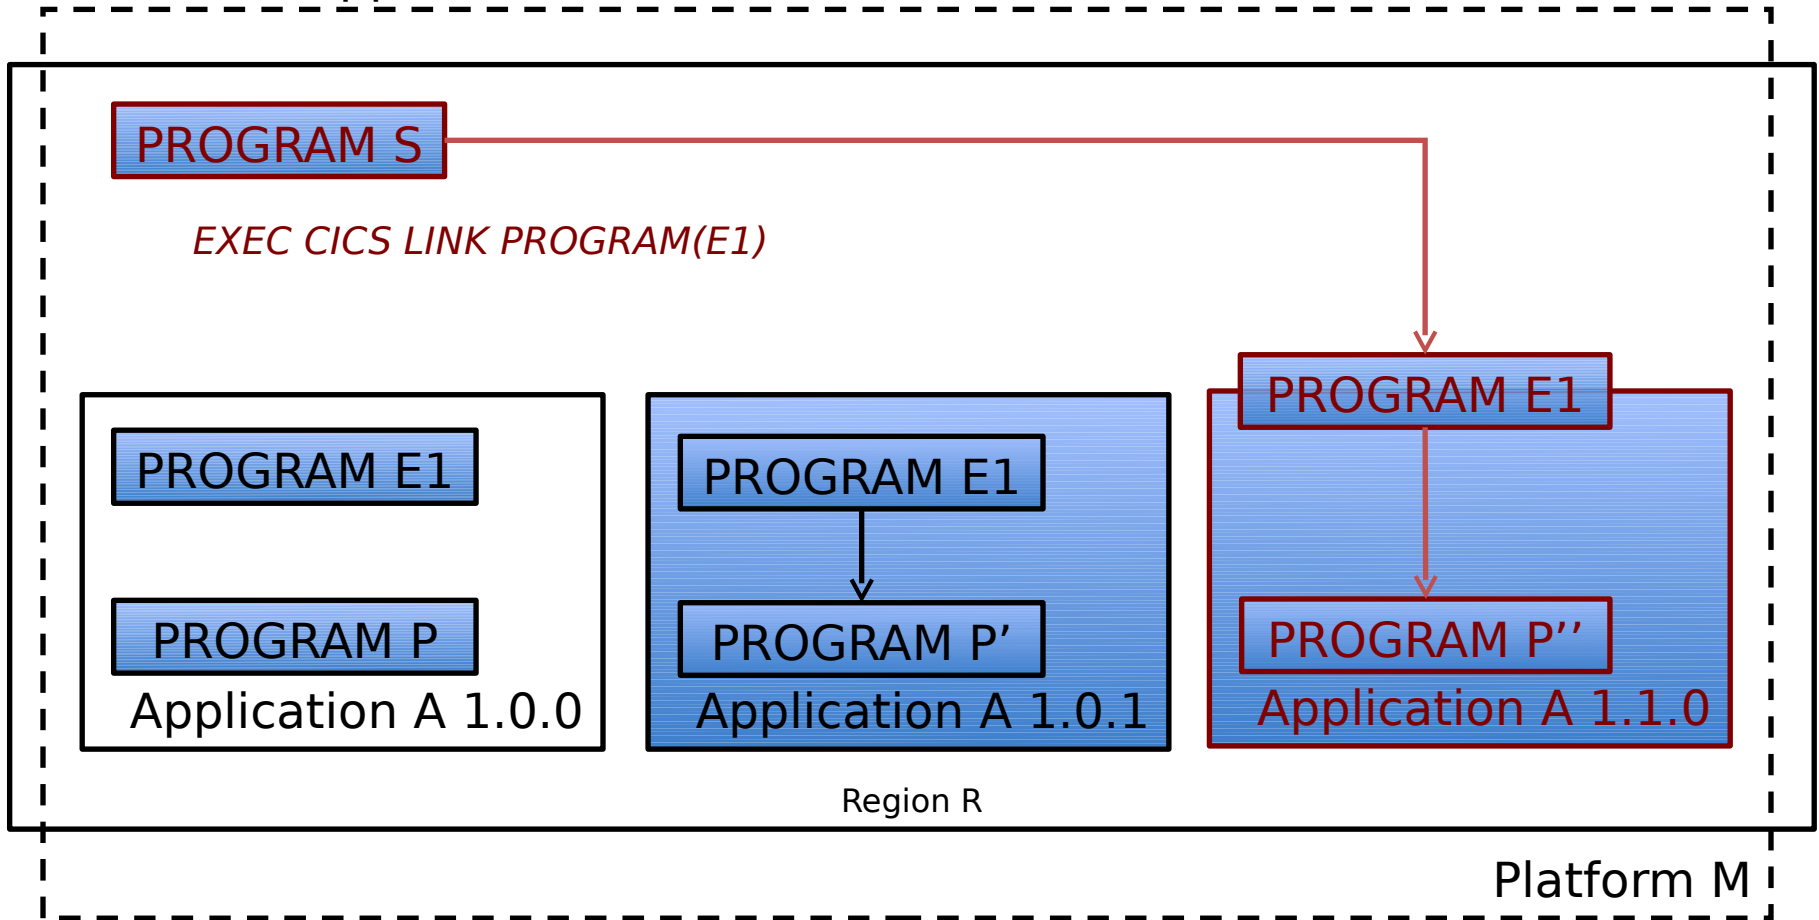 PROGRAM S
EXEC CICS LINK PROGRAM(E1)
PROGRAM E1
PROGRAM P
Application A 1.0.0
PROGRAM E1
PROGRAM P’
Application A 1.0.1
PROGRAM E1
PROGRAM P’’
Application A 1.1.0
Region R
Platform M